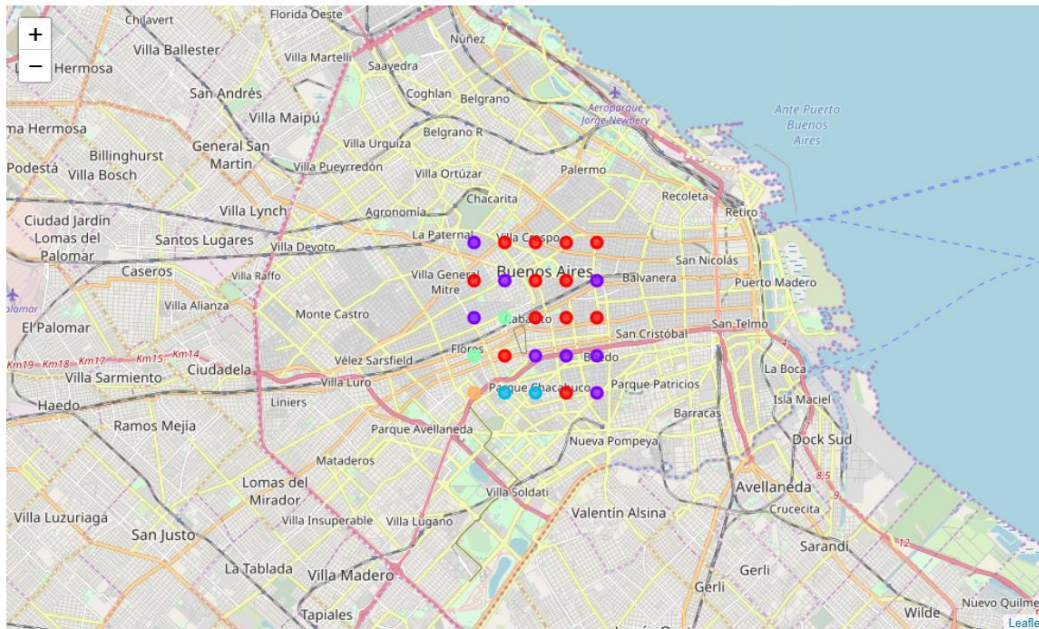 +
−
Chilavert
Florida Oeste
Núñez
Villa Ballester
Villa Martelli
Saavedra
Hermosa
San Andrés
Coghlan
Belgrano
Aeroparque
Jorge Newbery
Ante Puerto
Buenos
Aires
Villa Maipú
ma Hermosa
General San
Martin
Villa Urquiza
Belgrano R
Podestá
Billinghurst
Villa Bosch
Villa Pueyrredón
Villa Ortúzar
Palermo
Chacarita
Recoleta
Ciudad Jardín
Lomas del
Palomar
Villa Lynch
Agronomía
Retiro
Santos Lugares
Villa Devoto
La Paternal
Villa Crespo
San Nicolás
Caseros
Villa Raffo
Villa General
Mitre
Buenos Aires
Balvanera
Puerto Madero
Palomar
Villa Alianza
Monte Castro
Caballito
San Cristóbal
San Telmo
El Palomar
Km19
Km18
Km17
Km15
Km14
Vélez Sarsfield
Flores
Boedo
La Boca
Villa Sarmiento
Ciudadela
Villa Luro
Parque Chacabuco
Parque Patricios
Haedo
Liniers
Isla Maciel
Ramos Mejía
Parque Avellaneda
Barracas
Nueva Pompeya
Dock Sud
Mataderos
Lomas del
Mirador
Villa Soldati
Avellaneda
8,5
9
Villa Luzuriaga
Villa Insuperable
Villa Lugano
Valentín Alsina
Crucecita
San Justo
Sarandí
12
La Tablada
Villa Madero
Gerli
Gerli
Tapiales
Wilde
Nuevo Quilme
Leafle